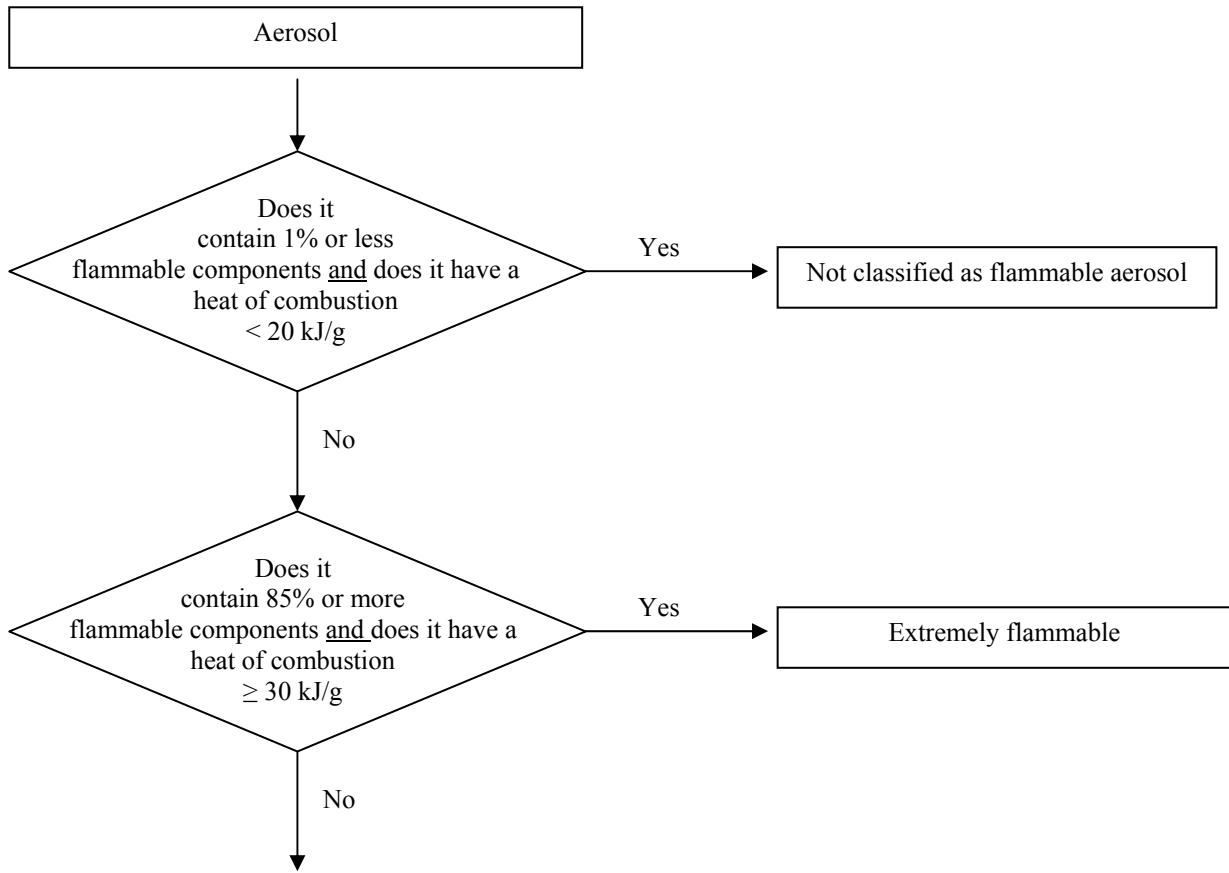 Aerosol
Does it
contain 1% or less
flammable components and does it have a
heat of combustion
< 20 kJ/g
Yes
Not classified as flammable aerosol
No
Does it
contain 85% or more
flammable components and does it have a
heat of combustion
≥ 30 kJ/g
Yes
Extremely flammable
No